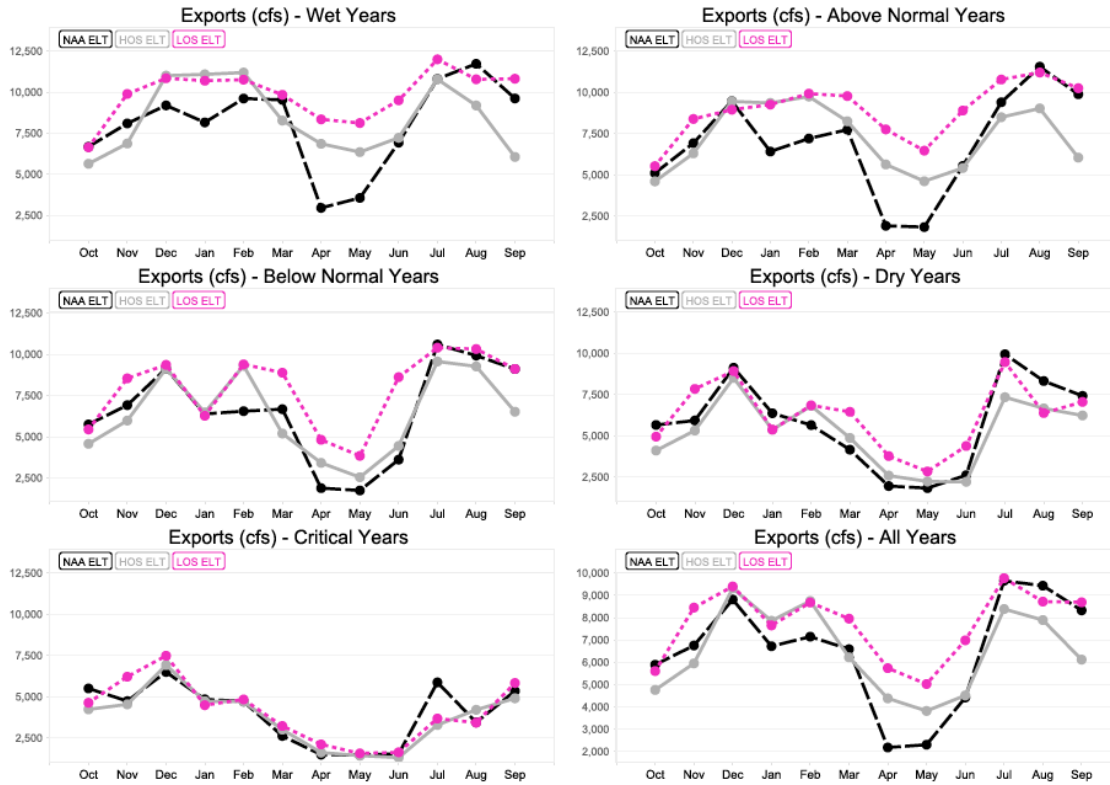 Exports (cfs) - Wet Years
NAA ELT HOS ELT LOS ELT
12,500
10,000
7,500
5,000
2,500
Oct Nov Dec Jan Feb Mar Apr May Jun Jul Aug Sep
Exports (cfs) - Above Normal Years
NAA ELT HOS ELT LOS ELT
12,500
10,000
7,500
5,000
2,500
Oct Nov Dec Jan Feb Mar Apr May Jun Jul Aug Sep
Exports (cfs) - Below Normal Years
NAA ELT HOS ELT LOS ELT
12,500
10,000
7,500
5,000
2,500
Oct Nov Dec Jan Feb Mar Apr May Jun Jul Aug Sep
Exports (cfs) - Dry Years
NAA ELT HOS ELT LOS ELT
12,500
10,000
7,500
5,000
2,500
Oct Nov Dec Jan Feb Mar Apr May Jun Jul Aug Sep
Exports (cfs) - Critical Years
NAA ELT HOS ELT LOS ELT
12,500
10,000
7,500
5,000
2,500
Oct Nov Dec Jan Feb Mar Apr May Jun Jul Aug Sep
Exports (cfs) - All Years
NAA ELT HOS ELT LOS ELT
10,000
9,000
8,000
7,000
6,000
5,000
4,000
3,000
2,000
Oct Nov Dec Jan Feb Mar Apr May Jun Jul Aug Sep